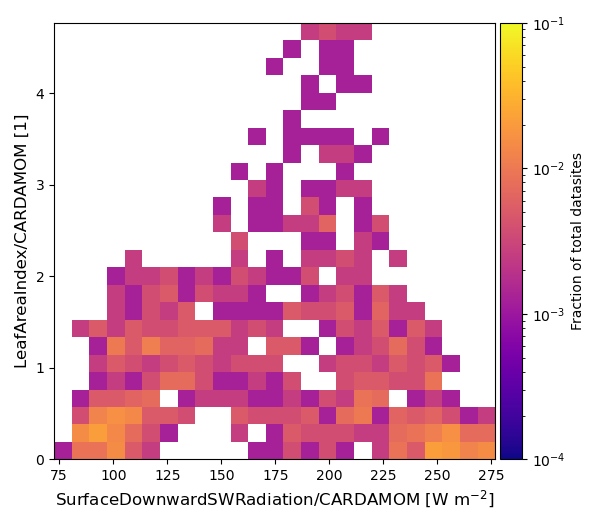 10⁻¹
4
10⁻²
3
LeafAreaIndex/CARDAMOM [1]
Fraction of total datasites
2
10⁻³
1
0
10⁻⁴
75 100 125 150 175 200 225 250 275
SurfaceDownwardSWRadiation/CARDAMOM [W m⁻²]